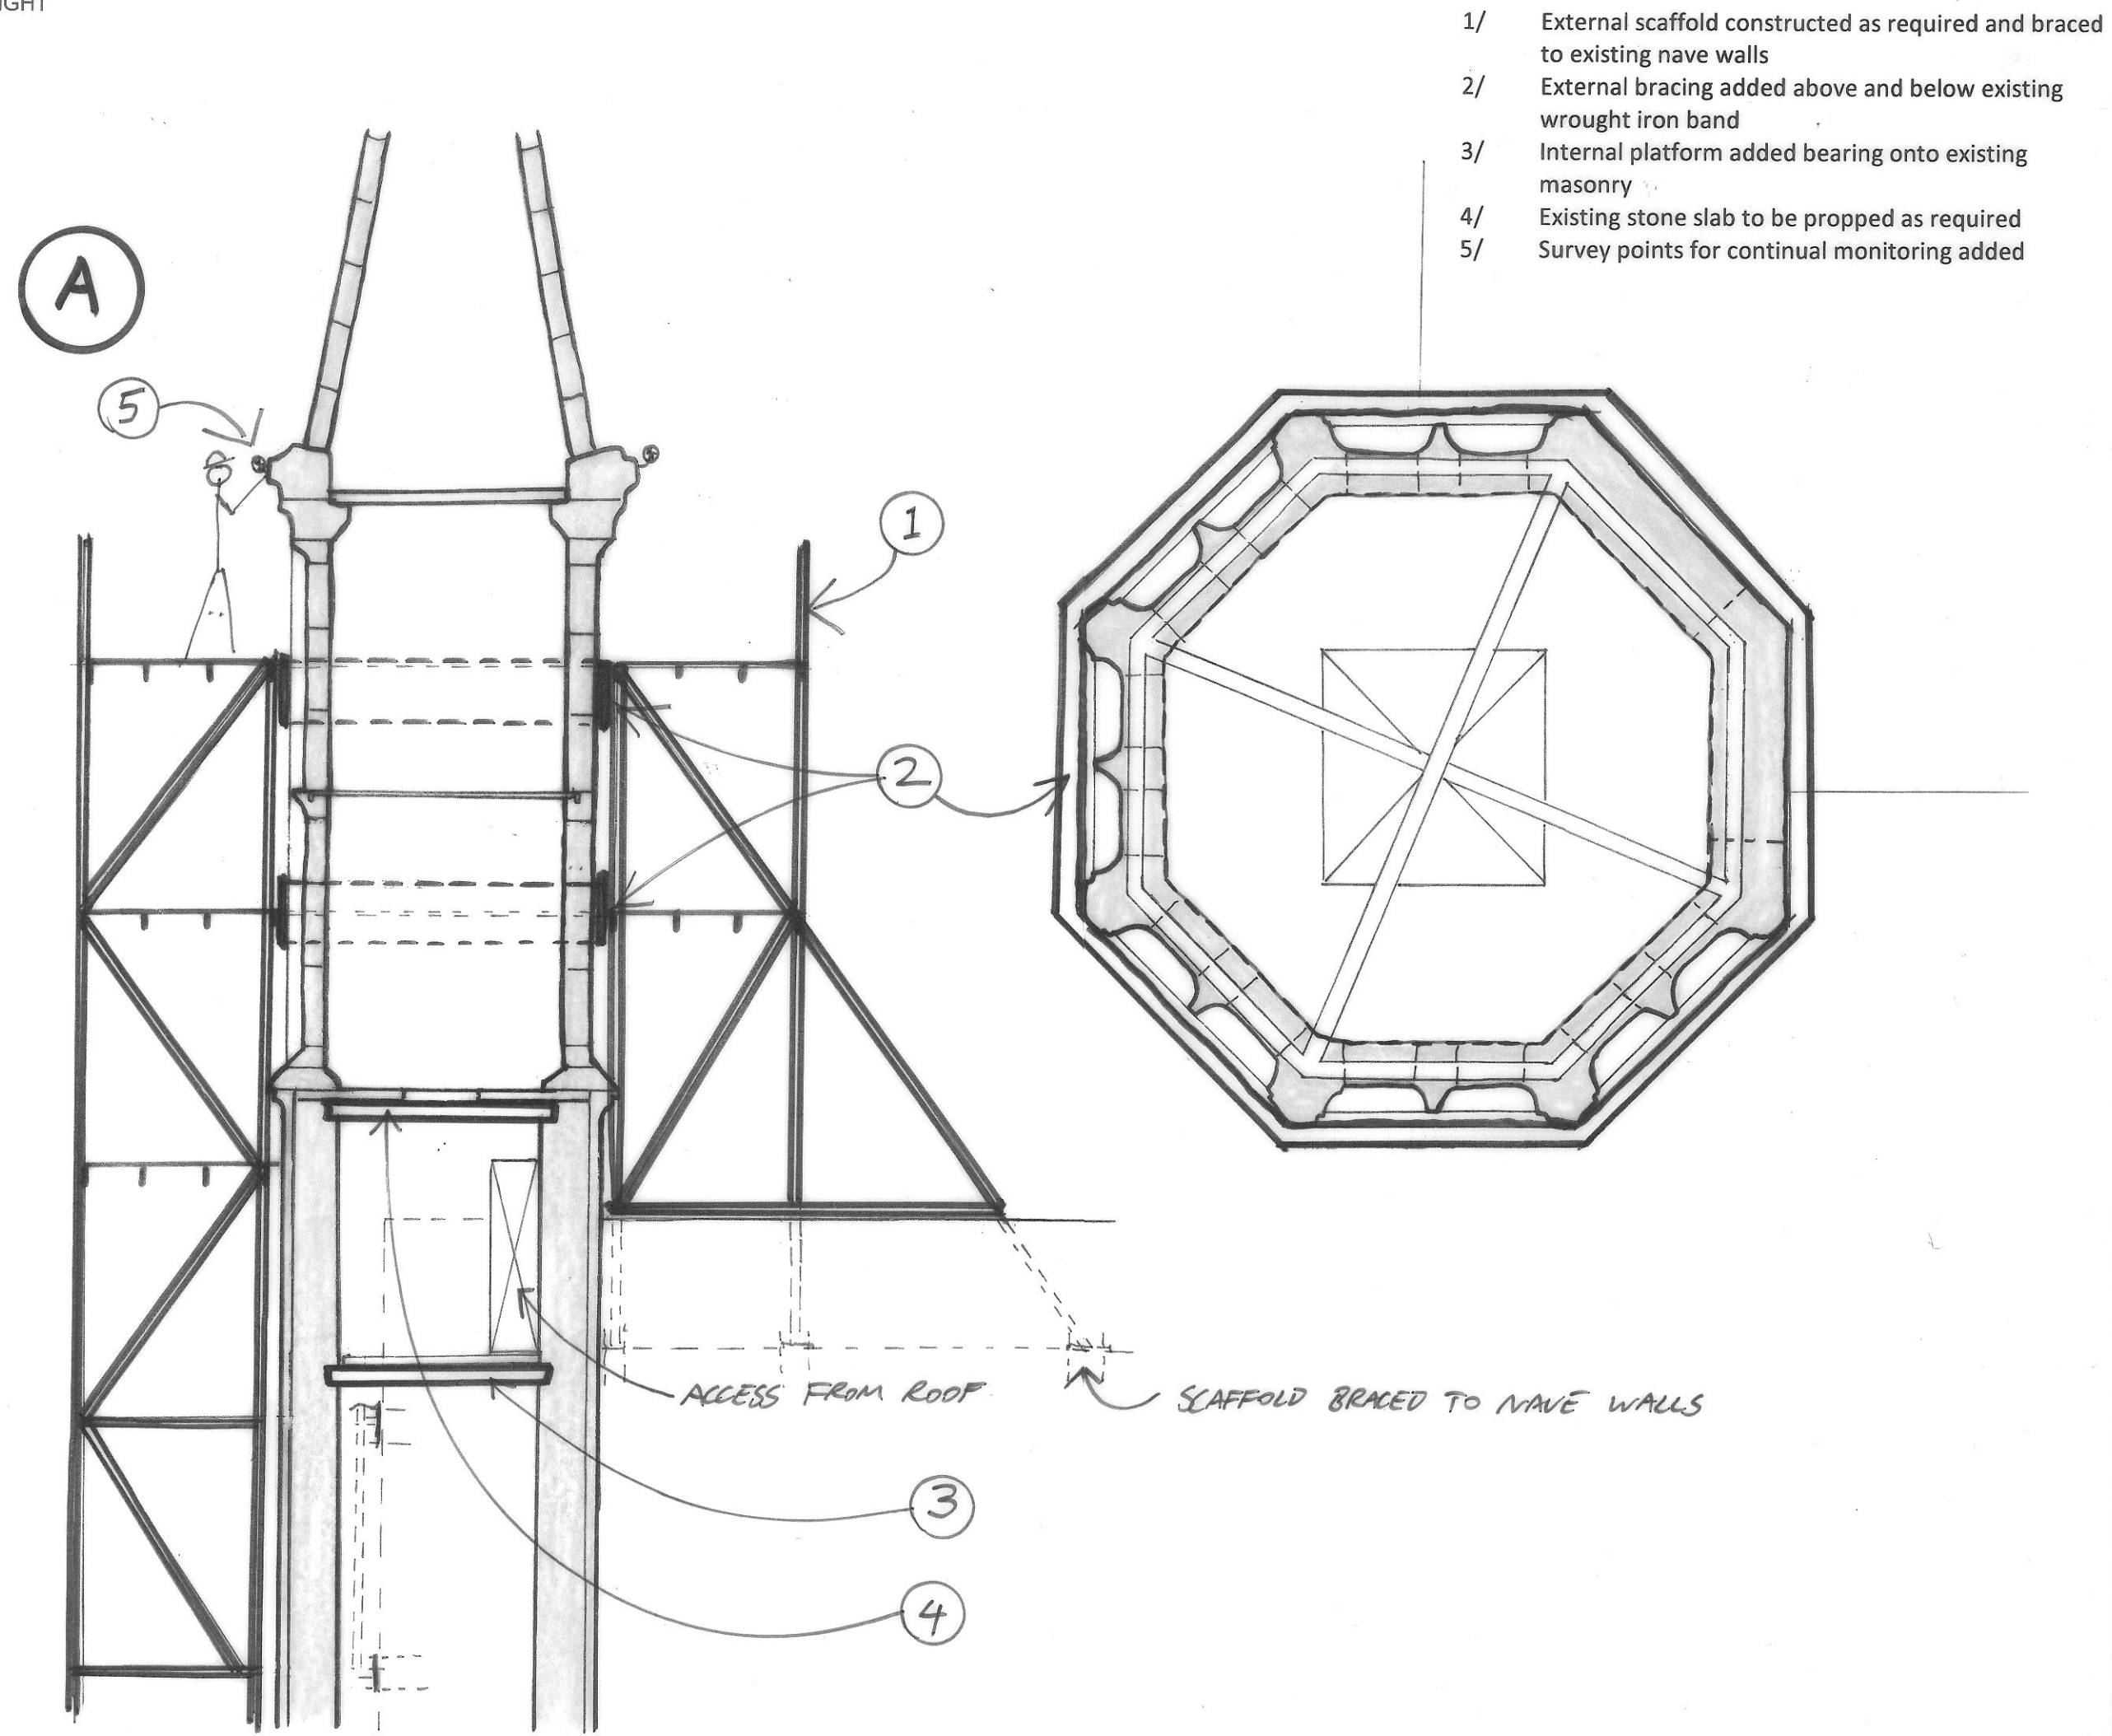 1/ External scaffold constructed as required and braced
to existing nave walls
2/ External bracing added above and below existing
wrought iron band
3/ Internal platform added bearing onto existing
masonry
4/ Existing stone slab to be propped as required
5/ Survey points for continual monitoring added
A
5
1
2
ACCESS FROM ROOF
SCAFFOLD BRACED TO NAVE WALLS
3
4